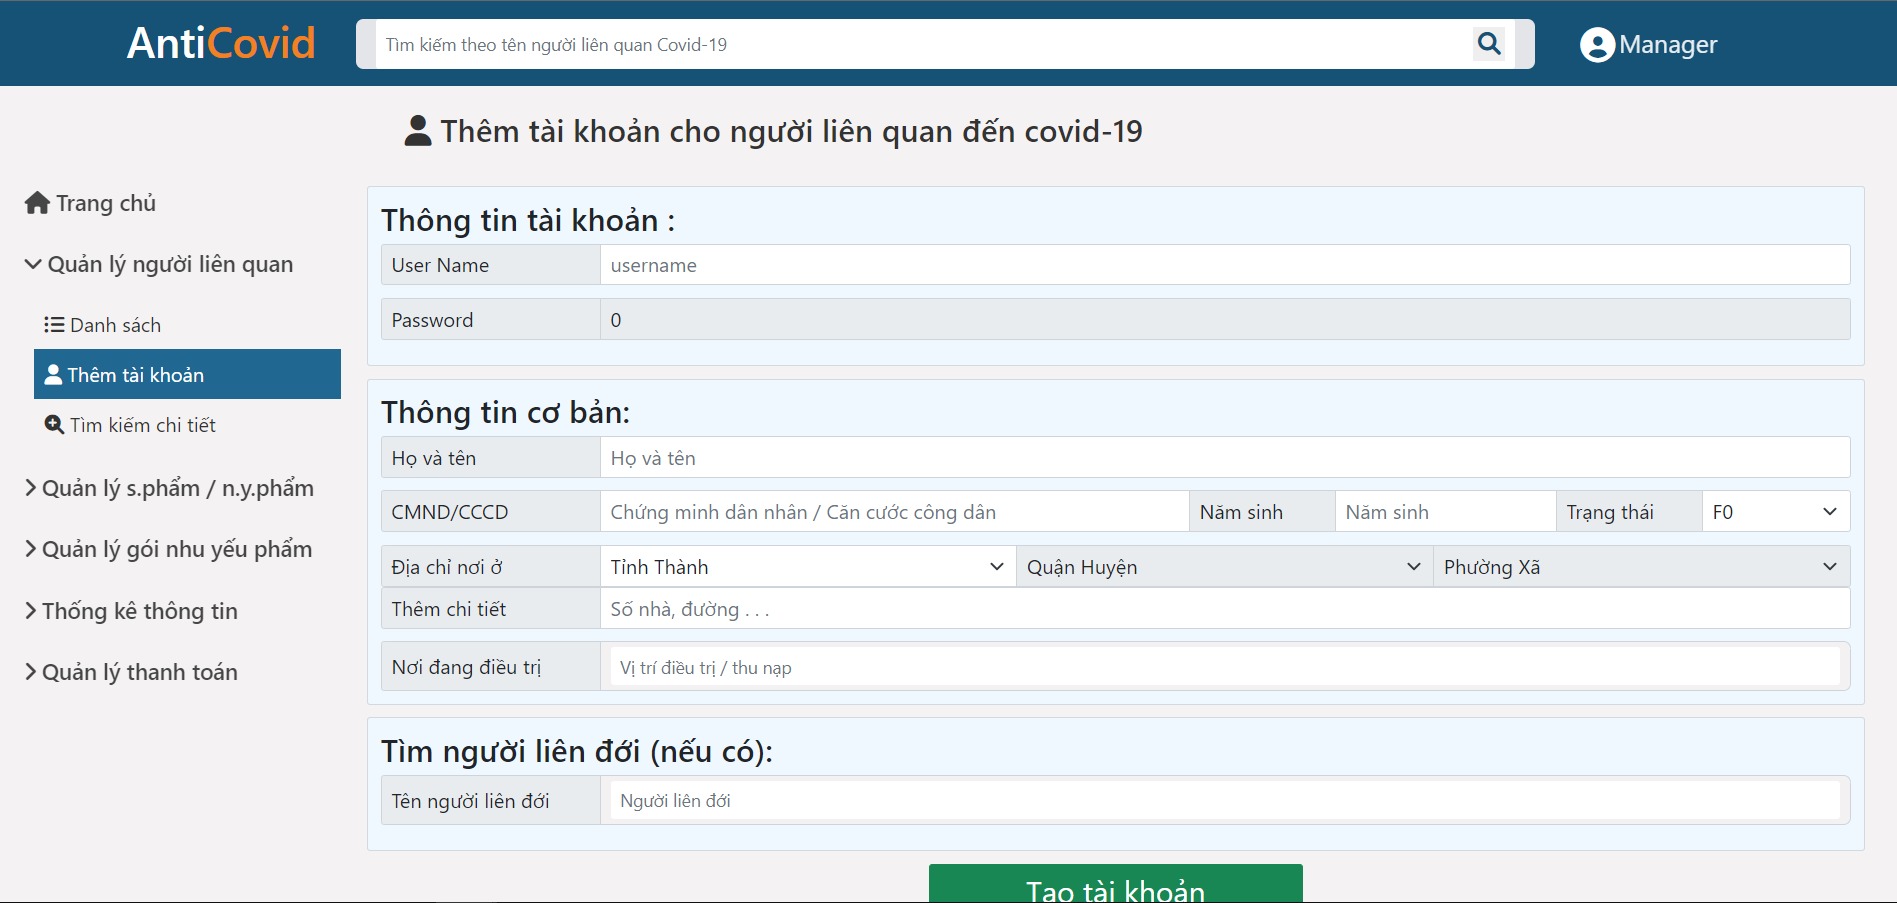 AntiCovid
Tìm kiếm theo tên người liên quan Covid-19
Manager
Thêm tài khoản cho người liên quan đến covid-19
Trang chủ
Quản lý người liên quan
Danh sách
Thêm tài khoản
Tìm kiếm chi tiết
Quản lý s.phẩm / n.y.phẩm
Quản lý gói nhu yếu phẩm
Thống kê thông tin
Quản lý thanh toán
Thông tin tài khoản :
User Name username
Password 0
Thông tin cơ bản:
Họ và tên Họ và tên
CMND/CCCD Chứng minh dân nhân / Căn cước công dân Năm sinh Năm sinh Trạng thái F0
Địa chỉ nơi ở Tỉnh Thành Quận Huyện Phường Xã
Thêm chi tiết Số nhà, đường . . .
Nơi đang điều trị Vị trí điều trị / thu nạp
Tìm người liên đới (nếu có):
Tên người liên đới Người liên đới
Tạo tài khoản